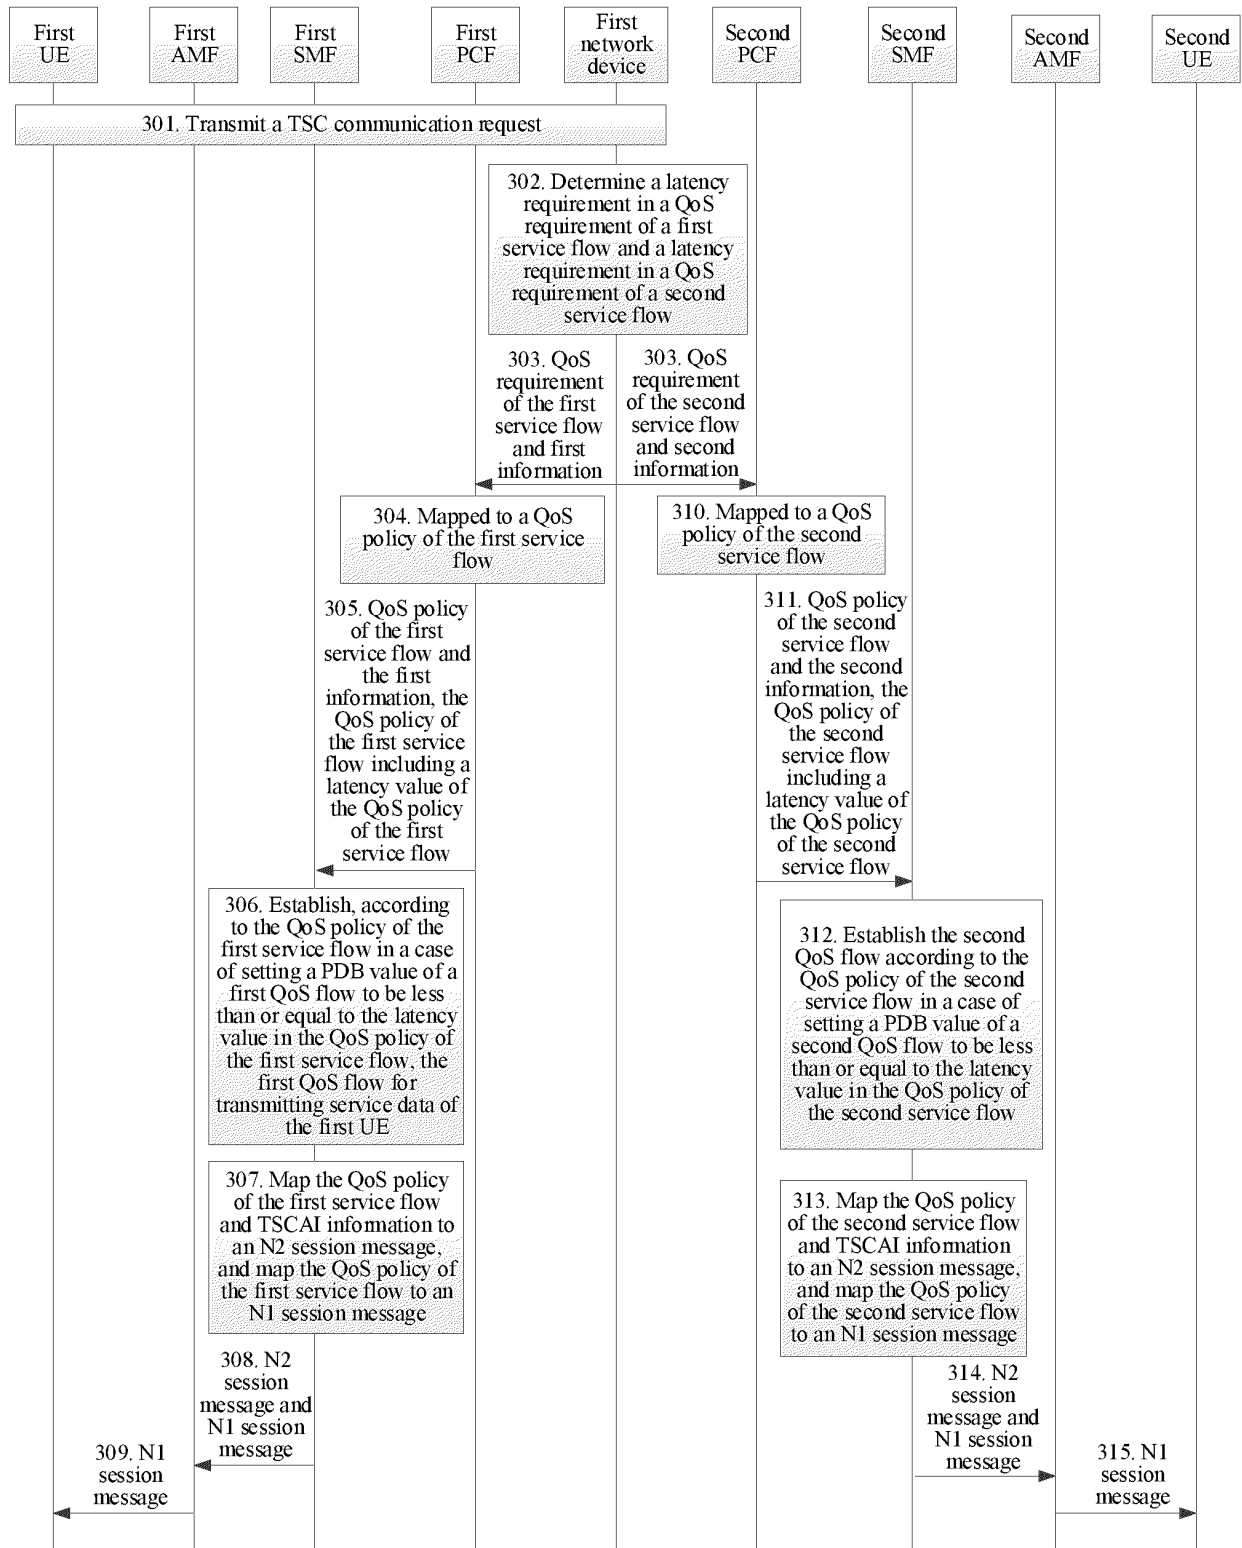 First
UE
First
AMF
First
SMF
First
PCF
First
network
device
Second
PCF
Second
SMF
Second
AMF
Second
UE
301. Transmit a TSC communication request
302. Determine a latency
requirement in a QoS
requirement of a first
service flow and a latency
requirement in a QoS
requirement of a second
service flow
303. QoS
requirement
of the first
service flow
and first
information
303. QoS
requirement
of the second
service flow
and second
information
304. Mapped to a QoS
policy of the first service
flow
310. Mapped to a QoS
policy of the second
service flow
305. QoS policy
of the first
service flow and
the first
information, the
QoS policy of
the first service
flow including a
latency value of
the QoS policy
of the first
service flow
311. QoS policy
of the second
service flow
and the second
information, the
QoS policy of
the second
service flow
including a
latency value of
the QoS policy
of the second
service flow
306. Establish, according
to the QoS policy of the
first service flow in a case
of setting a PDB value of a
first QoS flow to be less
than or equal to the latency
value in the QoS policy of
the first service flow, the
first QoS flow for
transmitting service data of
the first UE
312. Establish the second
QoS flow according to the
QoS policy of the second
service flow in a case of
setting a PDB value of a
second QoS flow to be less
than or equal to the latency
value in the QoS policy of
the second service flow
307. Map the QoS policy
of the first service flow
and TSCAI information to
an N2 session message,
and map the QoS policy of
the first service flow to an
N1 session message
313. Map the QoS policy
of the second service flow
and TSCAI information
to an N2 session message,
and map the QoS policy
of the second service flow
to an N1 session message
308. N2
session
message and
N1 session
message
314. N2
session
message and
N1 session
message
309. N1
session
message
315. N1
session
message